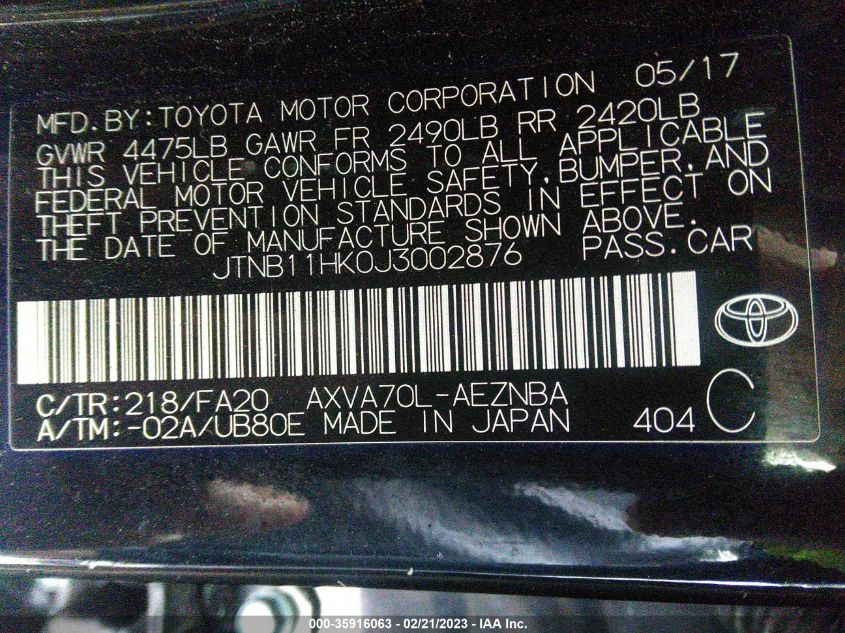 MFD.BY:TOYOTA MOTOR CORPORATION 05/17
GVWR 4475LB GAWR FR 2490LB RR 2420LB
THIS VEHICLE CONFORMS TO ALL APPLICABLE
FEDERAL MOTOR VEHICLE SAFETY,BUMPER,AND
THEFT PREVENTION STANDARDS IN EFFECT ON
THE DATE OF MANUFACTURE SHOWN ABOVE.
JTNB11HK0J3002876 PASS.CAR
C/TR:218/FA20 AXVA70L-AEZNBA
A/TM:-02A/UB80E MADE IN JAPAN 404 C
000-35916063 - 02/21/2023 - IAA Inc.